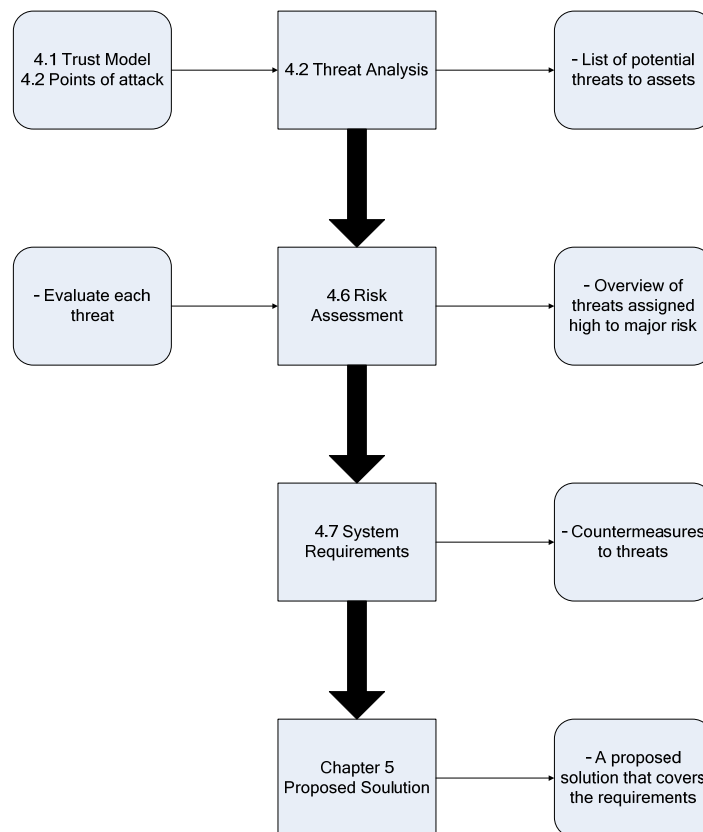 4.1 Trust Model
4.2 Points of attack
4.2 Threat Analysis
- List of potential
threats to assets
- Evaluate each
threat
4.6 Risk
Assessment
- Overview of
threats assigned
high to major risk
4.7 System
Requirements
- Countermeasures
to threats
Chapter 5
Proposed Soulution
- A proposed
solution that covers
the requirements